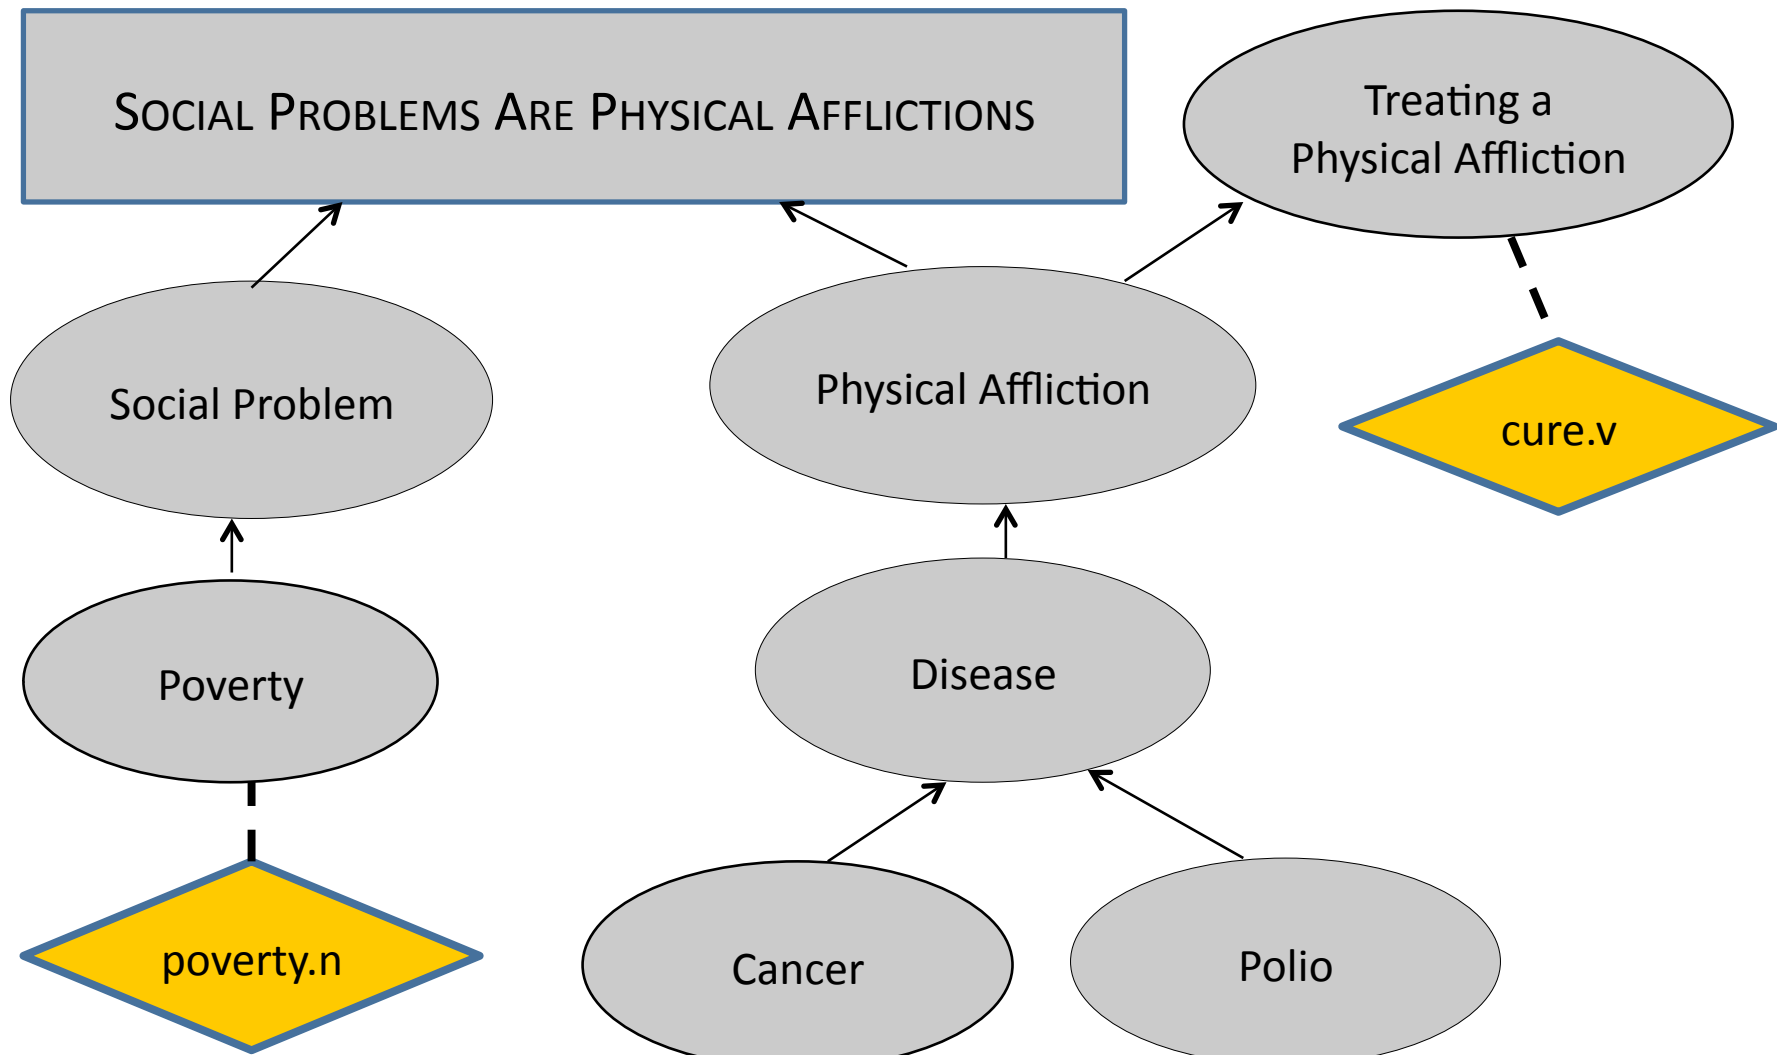 SOCIAL PROBLEMS ARE PHYSICAL AFFLICTIONS
Treating a
Physical Affliction
Social Problem
Physical Affliction
cure.v
Poverty
Disease
poverty.n
Cancer
Polio